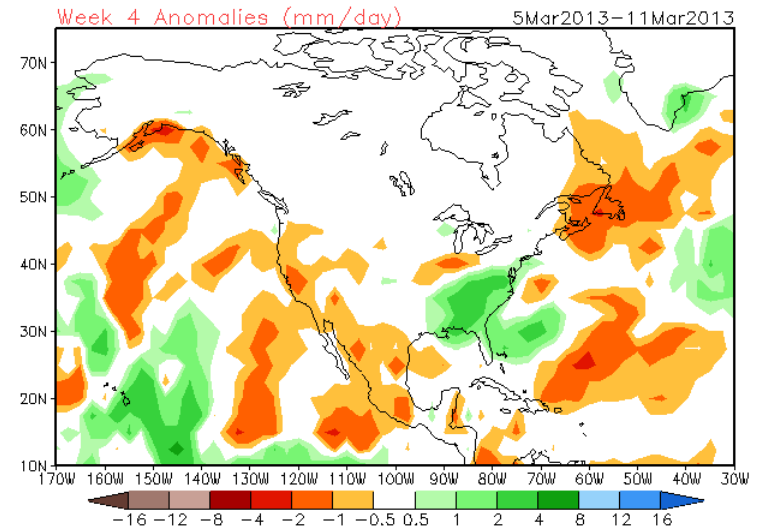 Week 4 Anomalies (mm/day) 5Mar2013-11Mar2013
70N
60N
50N
40N
30N
20N
10N
170W 160W 150W 140W 130W 120W 110W 100W 90W 80W 70W 60W 50W 40W 30W
-16 -12 -8 -4 -2 -1 -0.5 0.5 1 2 4 8 12 16